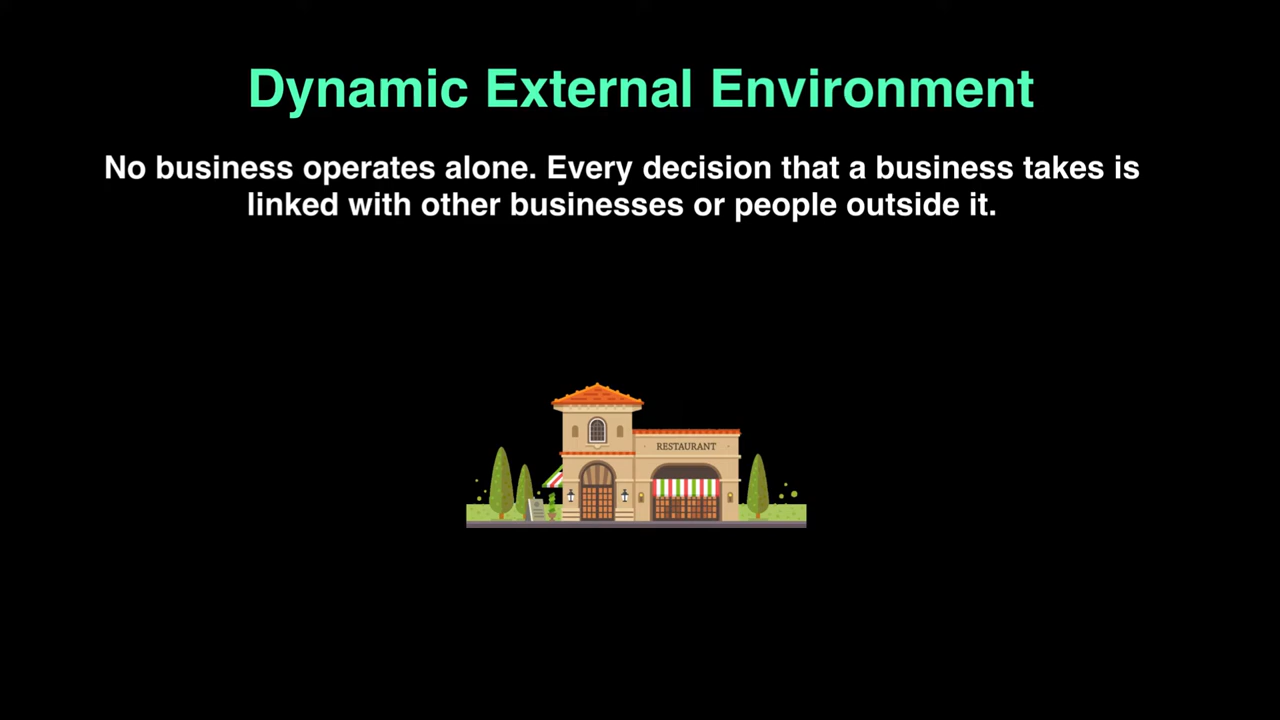 Dynamic External Environment
No business operates alone. Every decision that a business takes is
linked with other businesses or people outside it.
RESTAURANT